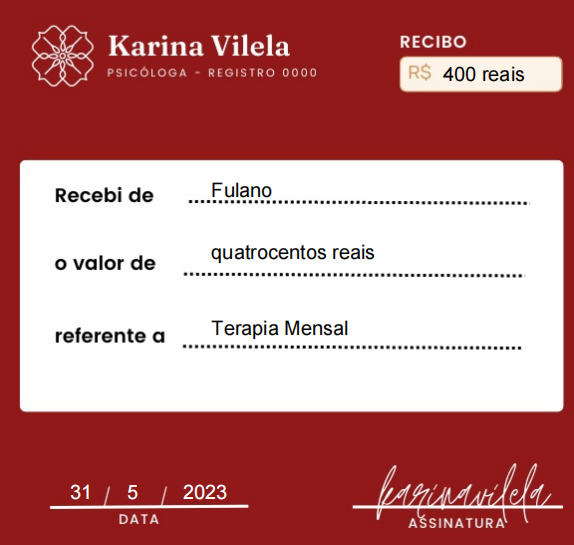 Karina Vilela
PSICÓLOGA - REGISTRO 0000
RECIBO
R$ 400 reais
Recebi de Fulano
o valor de quatrocentos reais
referente a Terapia Mensal
31 / 5 / 2023
DATA
karinavilela
ASSINATURA